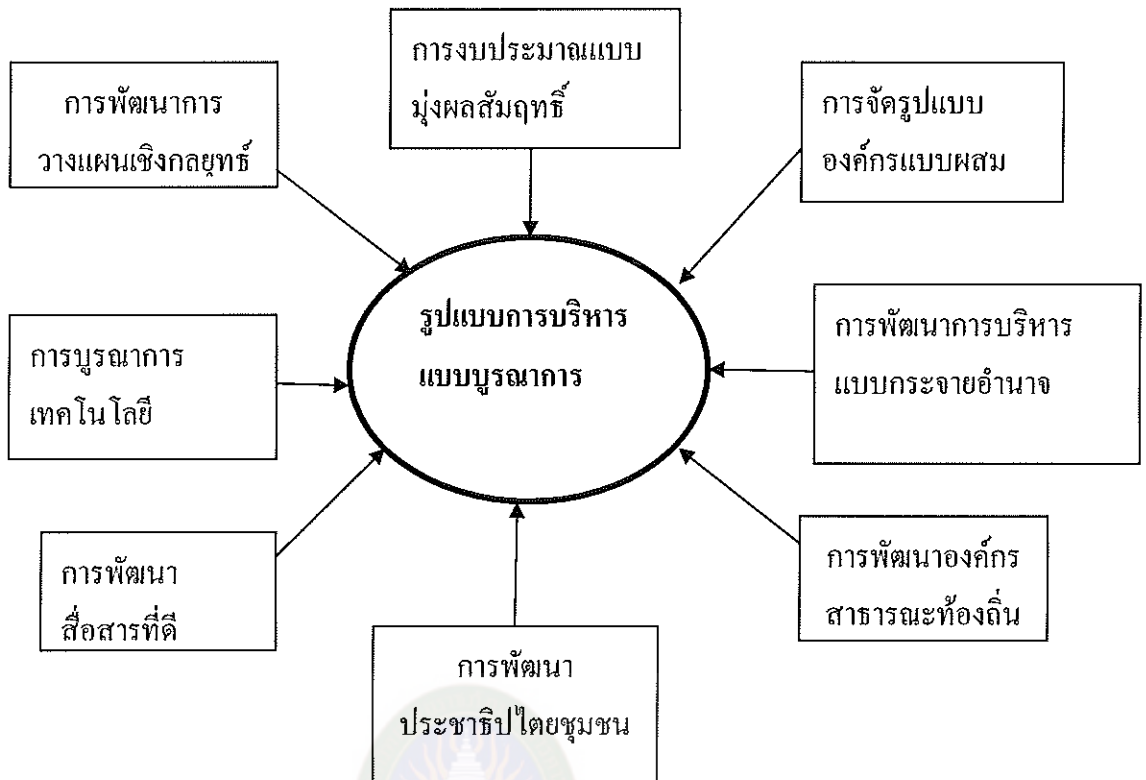 การงบประมาณแบบ
มุ่งผลสัมฤทธิ์
การพัฒนาการ
วางแผนเชิงกลยุทธ์
การจัดรูปแบบ
องค์กรแบบผสม
รูปแบบการบริหาร
แบบบูรณาการ
การบูรณาการ
เทคโนโลยี
การพัฒนาการบริหาร
แบบกระจายอำนาจ
การพัฒนา
สื่อสารที่ดี
การพัฒนาองค์กร
สาธารณะท้องถิ่น
การพัฒนา
ประชาธิปไตยชุมชน